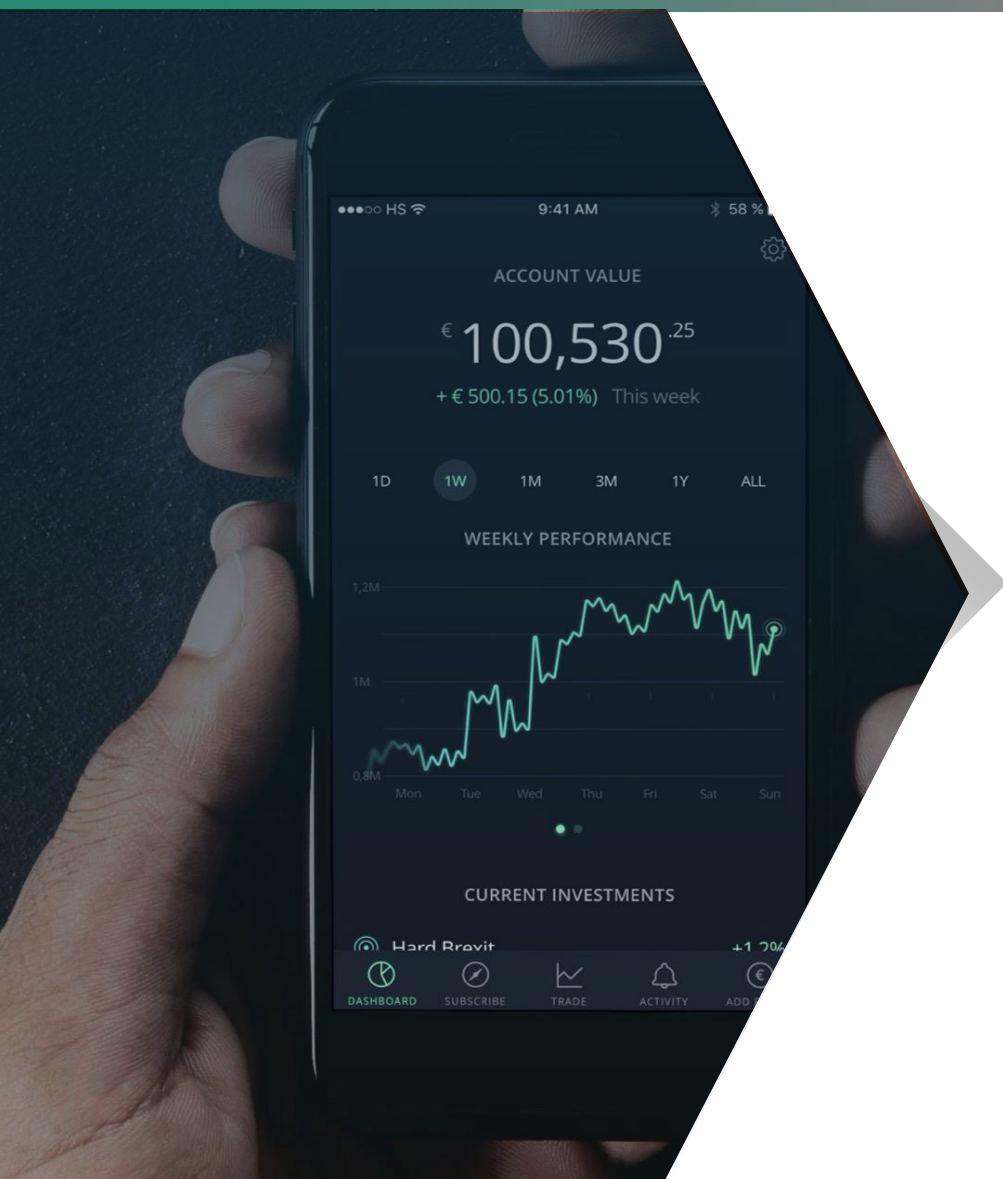 HS 9:41 AM 58 %
ACCOUNT VALUE
€ 100,530.25
+ € 500.15 (5.01%) This week
1D 1W 1M 3M 1Y ALL
WEEKLY PERFORMANCE
1,2M
1M
0,8M
Mon Tue Wed Thu Fri Sat Sun
CURRENT INVESTMENTS
Hard Brexit +1.2%
DASHBOARD SUBSCRIBE TRADE ACTIVITY ADD